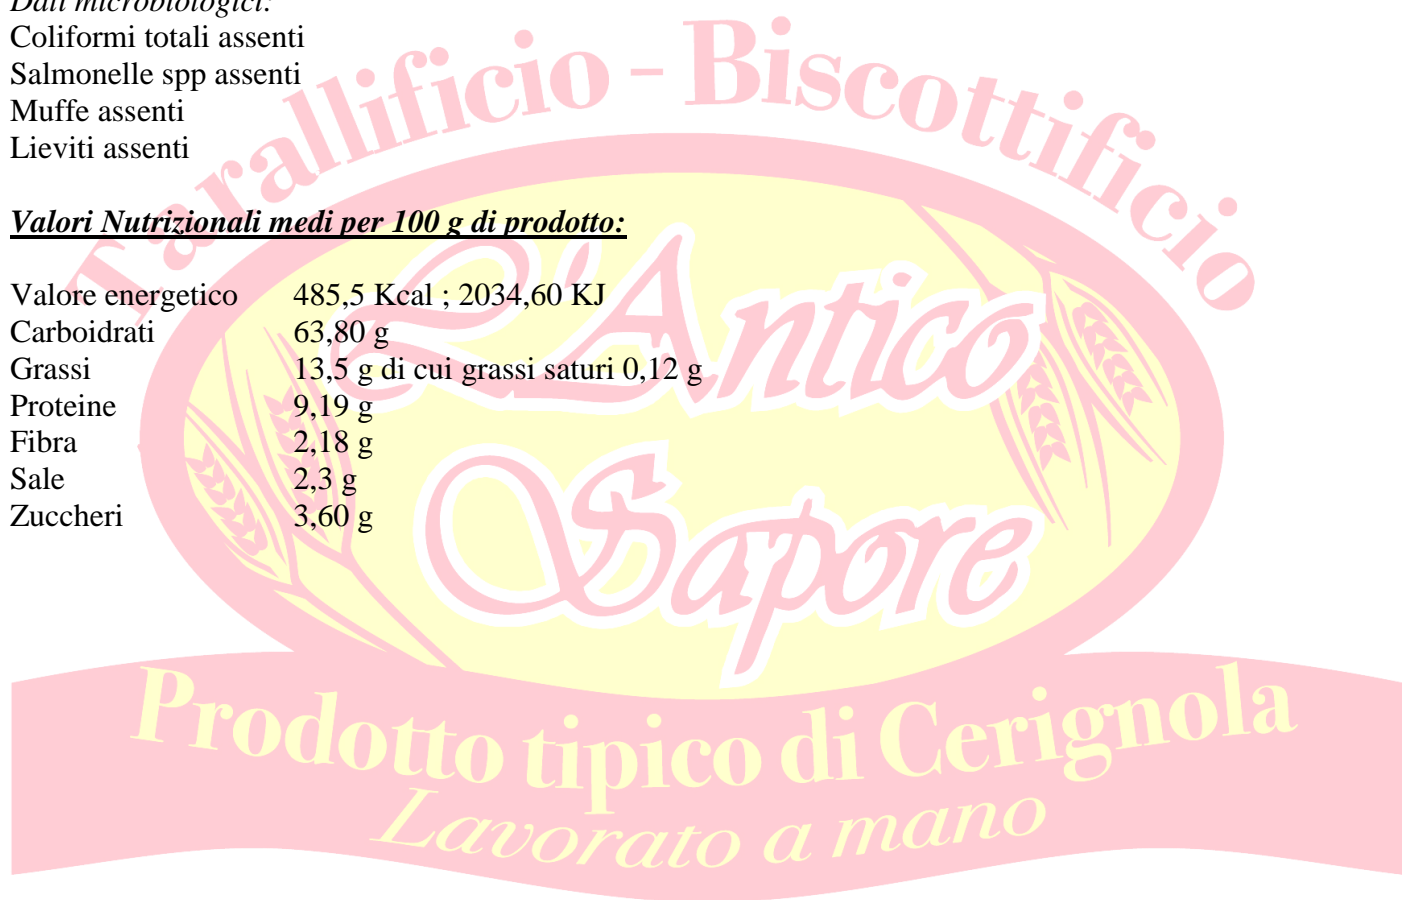 Dati microbiologici:
Coliformi totali assenti
Salmonelle spp assenti
Muffe assenti
Lieviti assenti
Tarallificio - Biscottificio
Valori Nutrizionali medi per 100 g di prodotto:
Valore energetico 485,5 Kcal ; 2034,60 KJ
Carboidrati 63,80 g
Grassi 13,5 g di cui grassi saturi 0,12 g
Proteine 9,19 g
Fibra 2,18 g
Sale 2,3 g
Zuccheri 3,60 g
L'Antico
Sapore
Prodotto tipico di Cerignola
Lavorato a mano